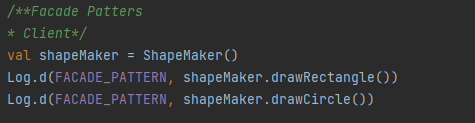 /**Facade Patters
* Client*/
val shapeMaker = ShapeMaker()
Log.d(FACADE_PATTERN, shapeMaker.drawRectangle())
Log.d(FACADE_PATTERN, shapeMaker.drawCircle())